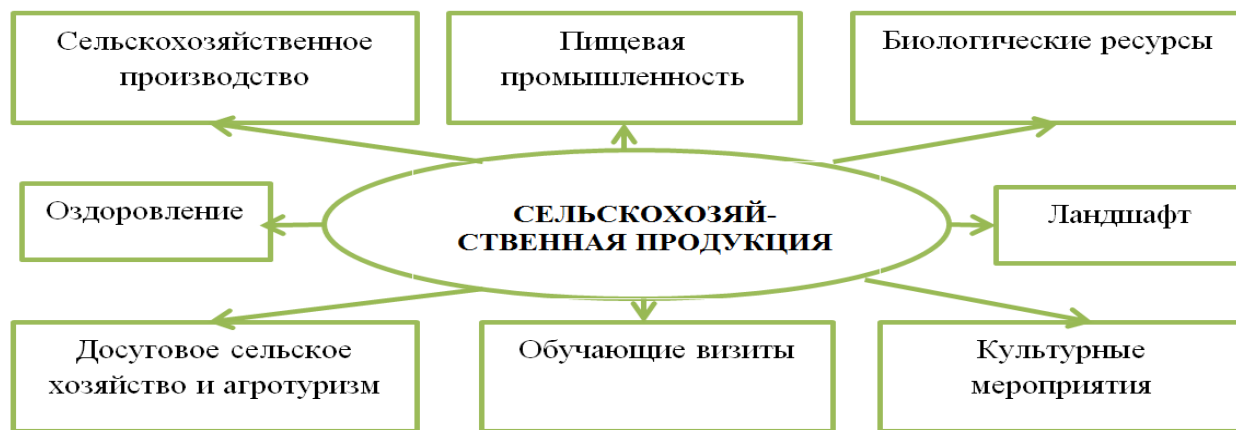 Сельскохозяйственное
производство
Пищевая
промышленность
Биологические ресурсы
Оздоровление
СЕЛЬСКОХОЗЯЙ-
СТВЕННАЯ ПРОДУКЦИЯ
Ландшафт
Досуговое сельское
хозяйство и агротуризм
Обучающие визиты
Культурные
мероприятия